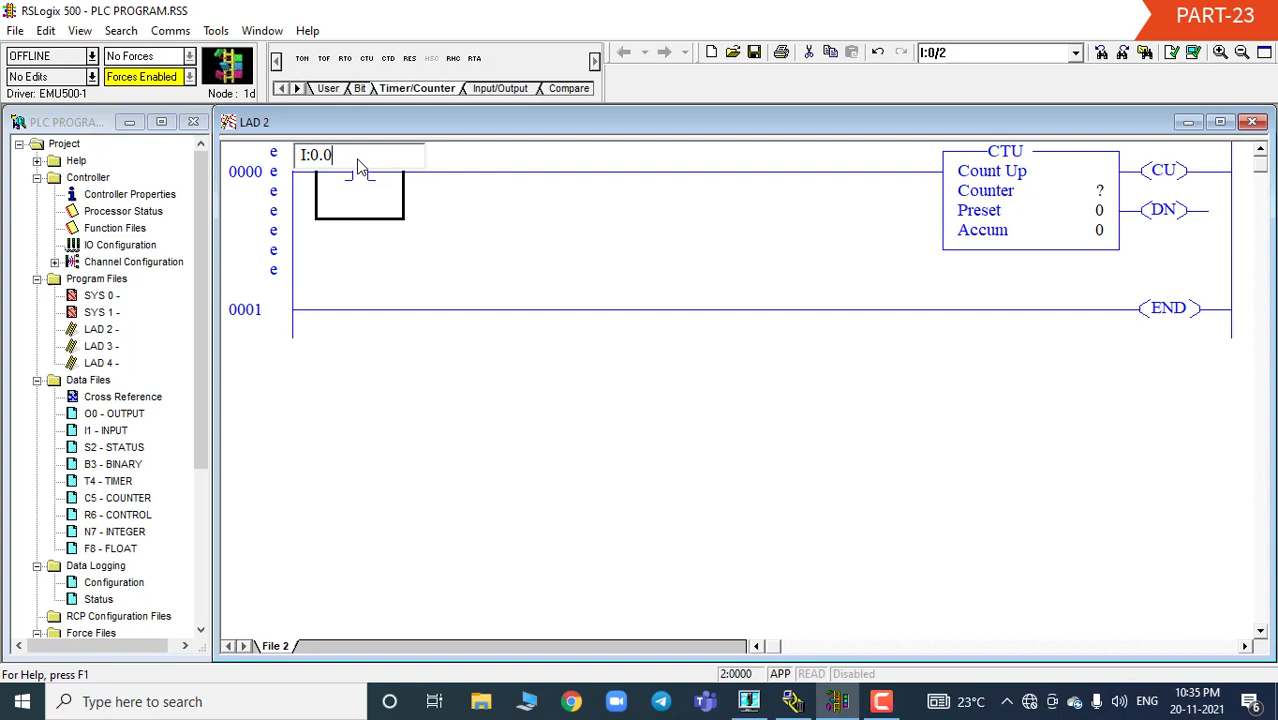 RSLogix 500 - PLC PROGRAM.RSS
PART-23
File Edit View Search Comms Tools Window Help
OFFLINE No Forces
No Edits Forces Enabled
Driver: EMU500-1 Node : 1d
TON TOF RTO CTU CTD RES HSC RHC RTA
User Bit Timer/Counter Input/Output Compare
I:0/2
PLC PROGRA...
Project
Help
Controller
Controller Properties
Processor Status
Function Files
IO Configuration
Channel Configuration
Program Files
SYS 0 -
SYS 1 -
LAD 2 -
LAD 3 -
LAD 4 -
Data Files
Cross Reference
O0 - OUTPUT
I1 - INPUT
S2 - STATUS
B3 - BINARY
T4 - TIMER
C5 - COUNTER
R6 - CONTROL
N7 - INTEGER
F8 - FLOAT
Data Logging
Configuration
Status
RCP Configuration Files
Force Files
LAD 2
e
e
e
e
e
e
e
I:0.0
0000
CTU
Count Up
Counter ?
Preset 0
Accum 0
CU
DN
0001
END
File 2
For Help, press F1
2:0000 APP READ Disabled
Type here to search
23°C
ENG
10:35 PM
20-11-2021
6